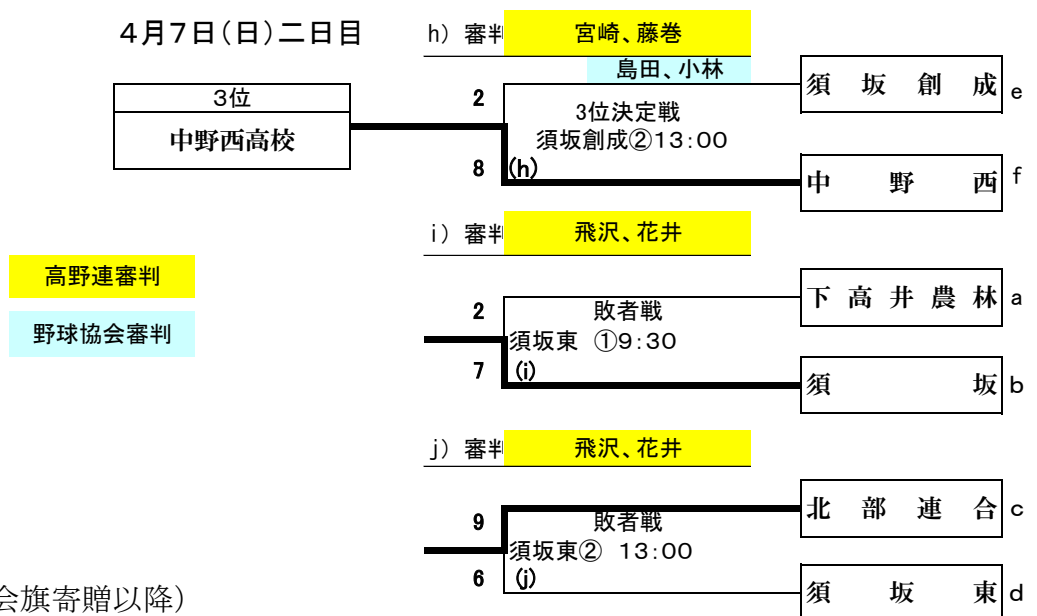 4月7日(日)二日目
h) 審判 宮崎、藤巻
島田、小林
3位
中野西高校
2
3位決定戦
須坂創成②13:00
8
(h)
須坂創成 e
中野西 f
i) 審判 飛沢、花井
高野連審判
野球協会審判
2
敗者戦
須坂東 ①9:30
7
(i)
下高井農林 a
須坂 b
j) 審判 飛沢、花井
9
敗者戦
須坂東② 13:00
6
(j)
北部連合 c
須坂東 d
会旗寄贈以降)